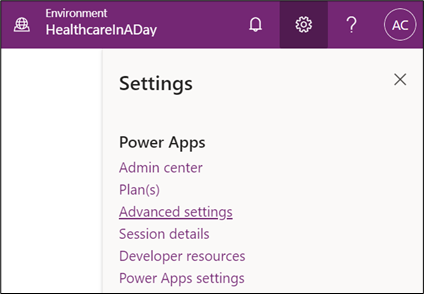 Environment
HealthcareInADay
?
AC
Settings
Power Apps
Admin center
Plan(s)
Advanced settings
Session details
Developer resources
Power Apps settings